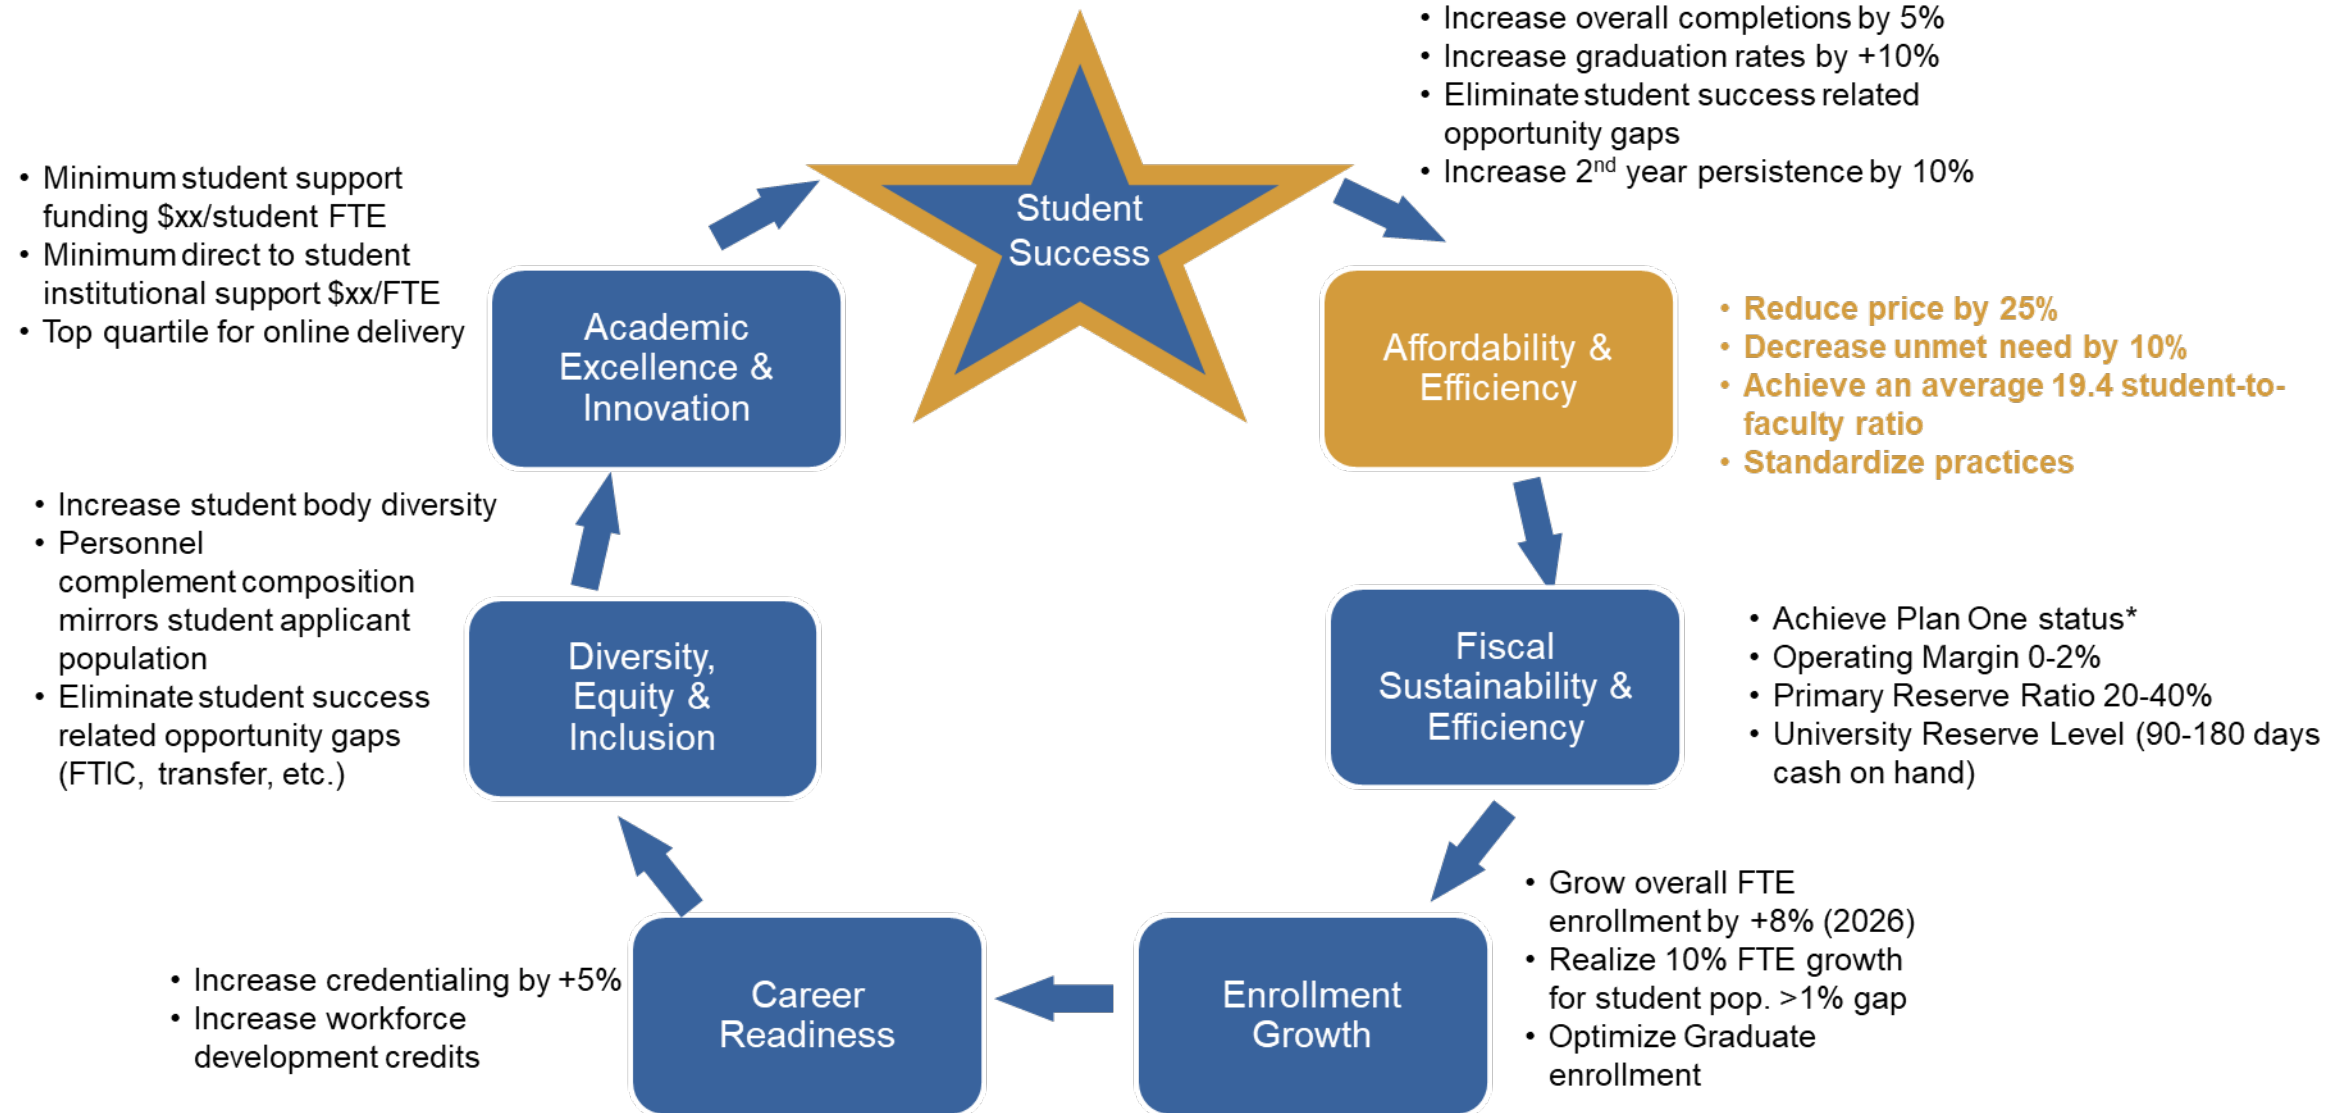 Student
Success
• Increase overall completions by 5%
• Increase graduation rates by +10%
• Eliminate student success related
opportunity gaps
• Increase 2nd year persistence by 10%
Affordability &
Efficiency
• Reduce price by 25%
• Decrease unmet need by 10%
• Achieve an average 19.4 student-to-
faculty ratio
• Standardize practices
Fiscal
Sustainability &
Efficiency
• Achieve Plan One status*
• Operating Margin 0-2%
• Primary Reserve Ratio 20-40%
• University Reserve Level (90-180 days
cash on hand)
Enrollment
Growth
• Grow overall FTE
enrollment by +8% (2026)
• Realize 10% FTE growth
for student pop. >1% gap
• Optimize Graduate
enrollment
Career
Readiness
• Increase credentialing by +5%
• Increase workforce
development credits
Diversity,
Equity &
Inclusion
• Increase student body diversity
• Personnel
complement composition
mirrors student applicant
population
• Eliminate student success
related opportunity gaps
(FTIC, transfer, etc.)
Academic
Excellence &
Innovation
• Minimum student support
funding $xx/student FTE
• Minimum direct to student
institutional support $xx/FTE
• Top quartile for online delivery